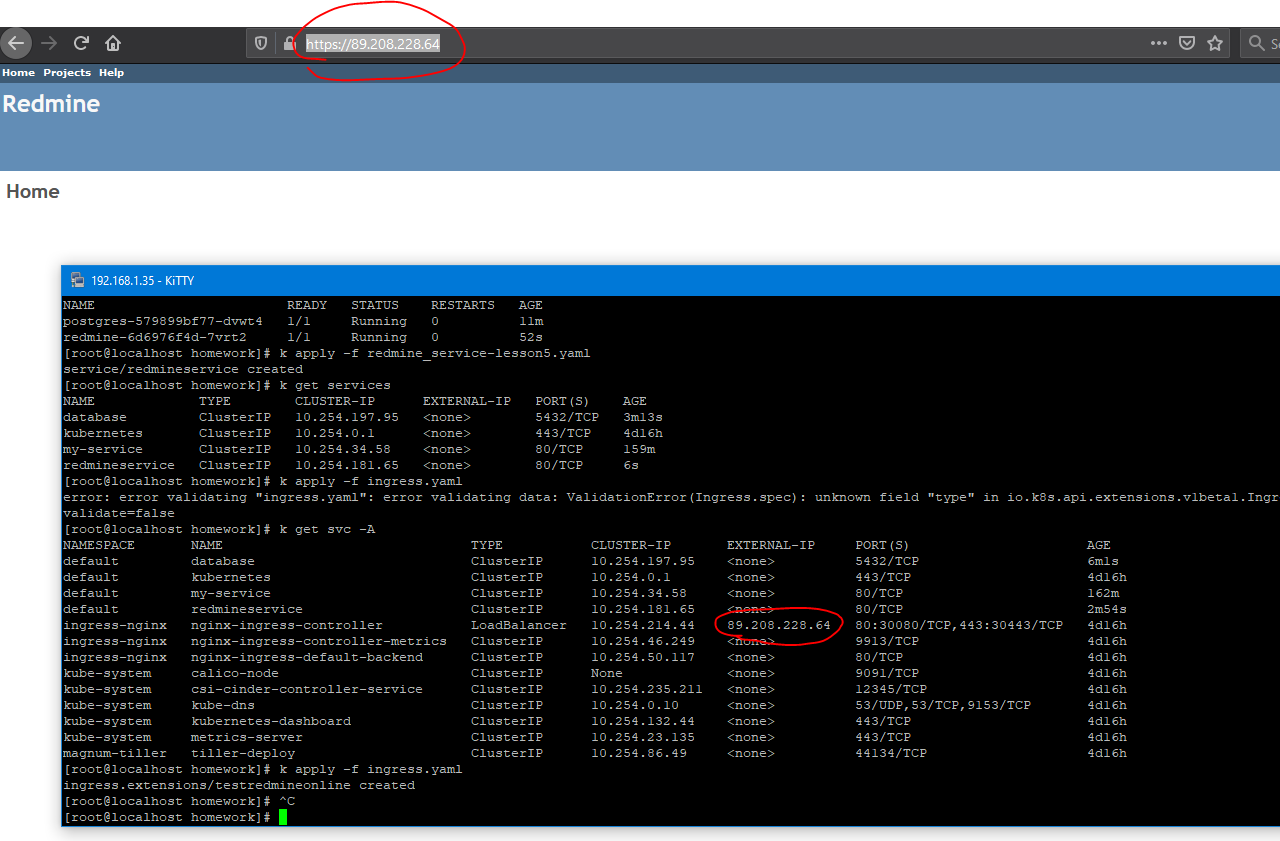 https://89.208.228.64
Home Projects Help
Redmine
Home
192.168.1.35 - KiTTY
NAME READY STATUS RESTARTS AGE
postgres-579899bf77-dvwt4 1/1 Running 0 11m
redmine-6d6976f4d-7vrt2 1/1 Running 0 52s
[root@localhost homework]# k apply -f redmine_service-lesson5.yaml
service/redmineservice created
[root@localhost homework]# k get services
NAME TYPE CLUSTER-IP EXTERNAL-IP PORT(S) AGE
database ClusterIP 10.254.197.95 <none> 5432/TCP 3m13s
kubernetes ClusterIP 10.254.0.1 <none> 443/TCP 4d16h
my-service ClusterIP 10.254.34.58 <none> 80/TCP 159m
redmineservice ClusterIP 10.254.181.65 <none> 80/TCP 6s
[root@localhost homework]# k apply -f ingress.yaml
error: error validating "ingress.yaml": error validating data: ValidationError(Ingress.spec): unknown field "type" in io.k8s.api.extensions.v1beta1.Ingr
validate=false
[root@localhost homework]# k get svc -A
NAMESPACE NAME TYPE CLUSTER-IP EXTERNAL-IP PORT(S) AGE
default database ClusterIP 10.254.197.95 <none> 5432/TCP 6m1s
default kubernetes ClusterIP 10.254.0.1 <none> 443/TCP 4d16h
default my-service ClusterIP 10.254.34.58 <none> 80/TCP 162m
default redmineservice ClusterIP 10.254.181.65 <none> 80/TCP 2m54s
ingress-nginx nginx-ingress-controller LoadBalancer 10.254.214.44 89.208.228.64 80:30080/TCP,443:30443/TCP 4d16h
ingress-nginx nginx-ingress-controller-metrics ClusterIP 10.254.46.249 <none> 9913/TCP 4d16h
ingress-nginx nginx-ingress-default-backend ClusterIP 10.254.50.117 <none> 80/TCP 4d16h
kube-system calico-node ClusterIP None <none> 9091/TCP 4d16h
kube-system csi-cinder-controller-service ClusterIP 10.254.235.211 <none> 12345/TCP 4d16h
kube-system kube-dns ClusterIP 10.254.0.10 <none> 53/UDP,53/TCP,9153/TCP 4d16h
kube-system kubernetes-dashboard ClusterIP 10.254.132.44 <none> 443/TCP 4d16h
kube-system metrics-server ClusterIP 10.254.23.135 <none> 443/TCP 4d16h
magnum-tiller tiller-deploy ClusterIP 10.254.86.49 <none> 44134/TCP 4d16h
[root@localhost homework]# k apply -f ingress.yaml
ingress.extensions/testredmineonline created
[root@localhost homework]# ^C
[root@localhost homework]#